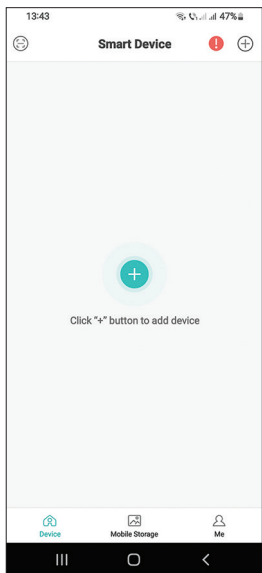 13:43 47%
Smart Device
Click "+" button to add device
Device Mobile Storage Me